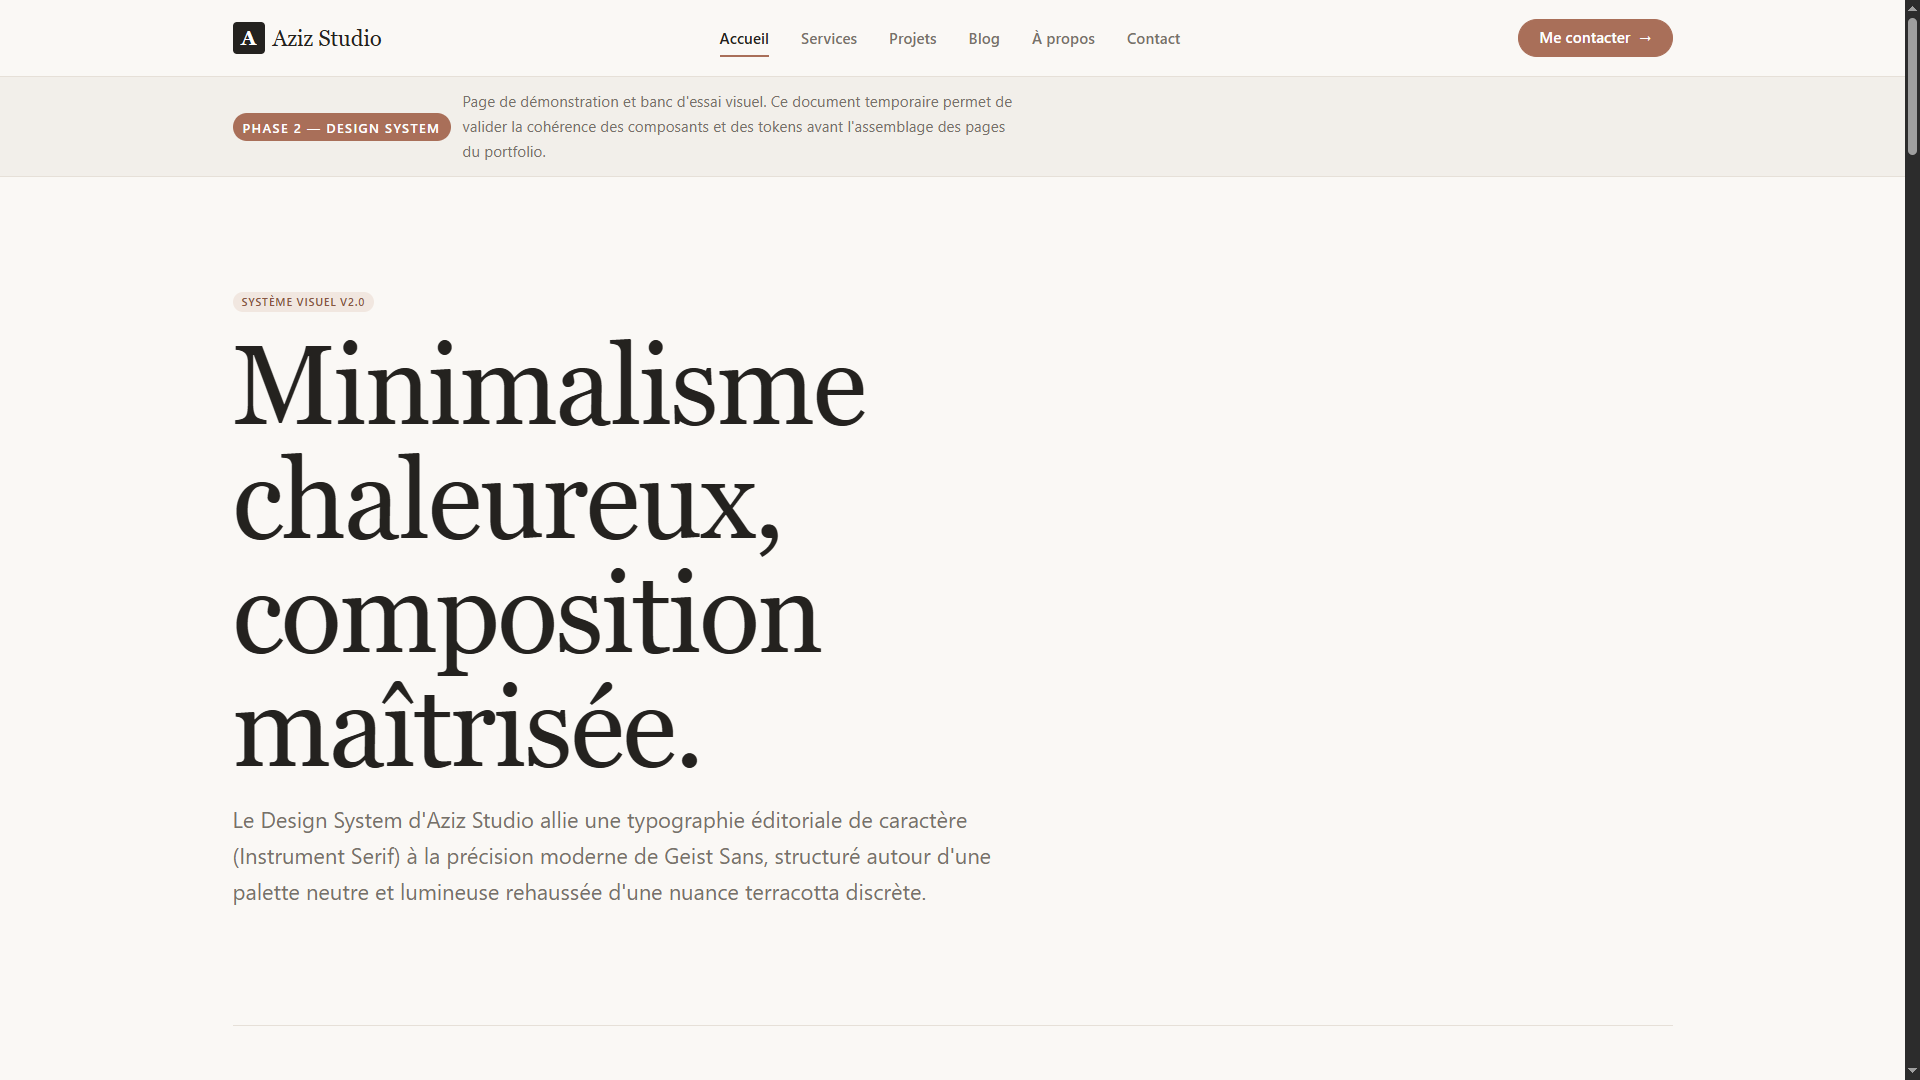 A Aziz Studio
Accueil Services Projets Blog À propos Contact
Me contacter →
PHASE 2 — DESIGN SYSTEM
Page de démonstration et banc d'essai visuel. Ce document temporaire permet de
valider la cohérence des composants et des tokens avant l'assemblage des pages
du portfolio.
SYSTÈME VISUEL V2.0
Minimalisme
chaleureux,
composition
maîtrisée.
Le Design System d'Aziz Studio allie une typographie éditoriale de caractère
(Instrument Serif) à la précision moderne de Geist Sans, structuré autour d'une
palette neutre et lumineuse rehaussée d'une nuance terracotta discrète.